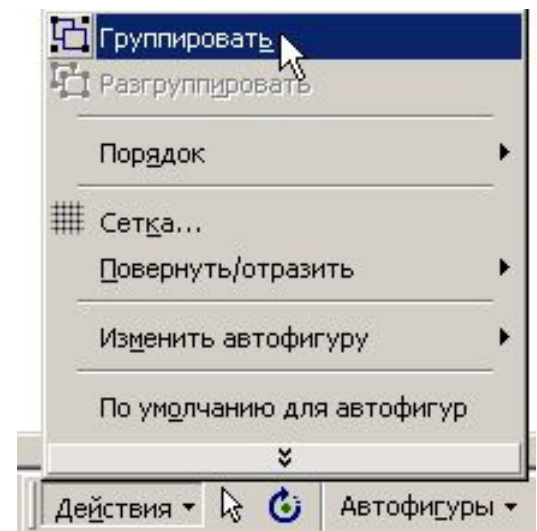 Группировать
Разгруппировать
Порядок
Сетка...
Повернуть/отразить
Изменить автофигуру
По умолчанию для автофигур
Действия Автофигуры